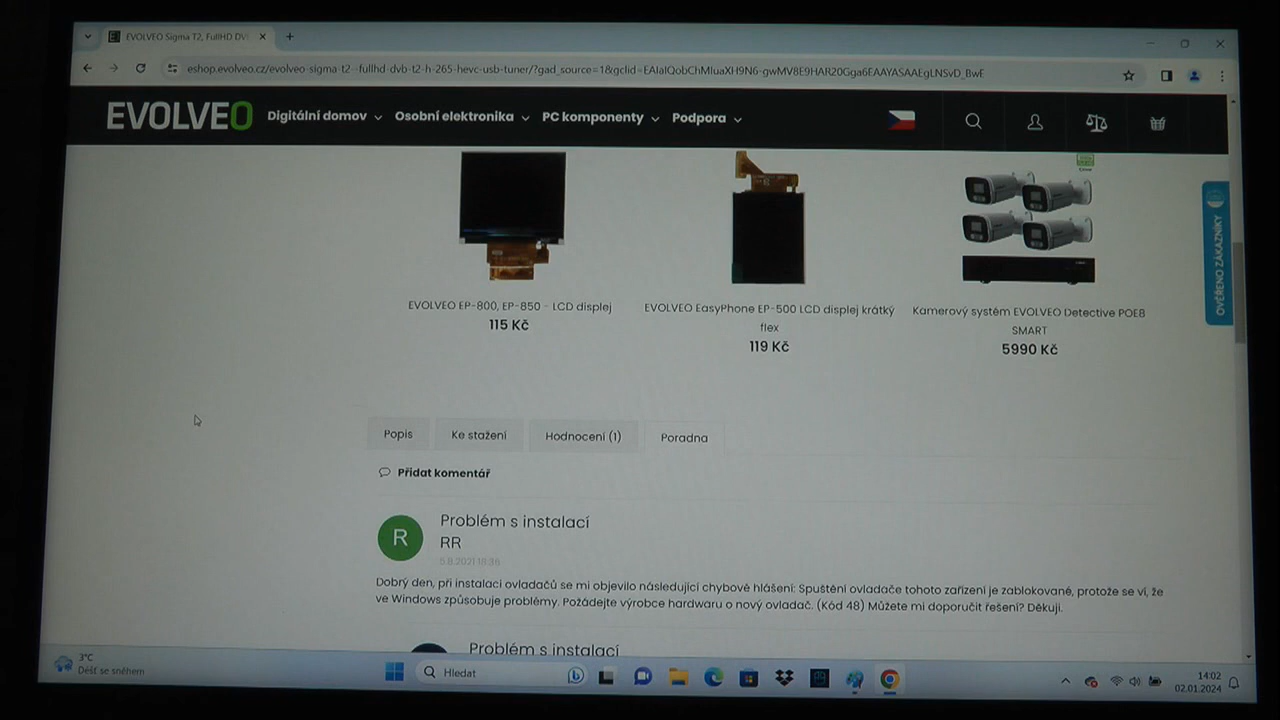 EVOLVEO Sigma T2, FullHD DV
eshop.evolveo.cz/evolveo-sigma-t2--fullhd-dvb-t2-h-265-hevc-usb-tuner/?gad_source=1&gclid=EAIaIQobChMIuaXH9N6-gwMV8E9HAR20Gga6EAAYASAAEgLNSvD_BwE
EVOLVEO Digitální domov Osobní elektronika PC komponenty Podpora
OVĚŘENO ZÁKAZNÍKY
EVOLVEO EP-800, EP-850 - LCD displej
115 Kč
EVOLVEO EasyPhone EP-500 LCD displej krátký
flex
119 Kč
Kamerový systém EVOLVEO Detective POE8
SMART
5990 Kč
Popis Ke stažení Hodnocení (1) Poradna
Přidat komentář
R
Problém s instalací
RR
5.8.2021 18:36
Dobrý den, při instalaci ovladačů se mi objevilo následující chybové hlášení: Spuštění ovladače tohoto zařízení je zablokované, protože se ví, že
ve Windows způsobuje problémy. Požádejte výrobce hardwaru o nový ovladač. (Kód 48) Můžete mi doporučit řešení? Děkuji.
Problém s instalací
3°C
Déšť se sněhem
Hledat
14:02
02.01.2024